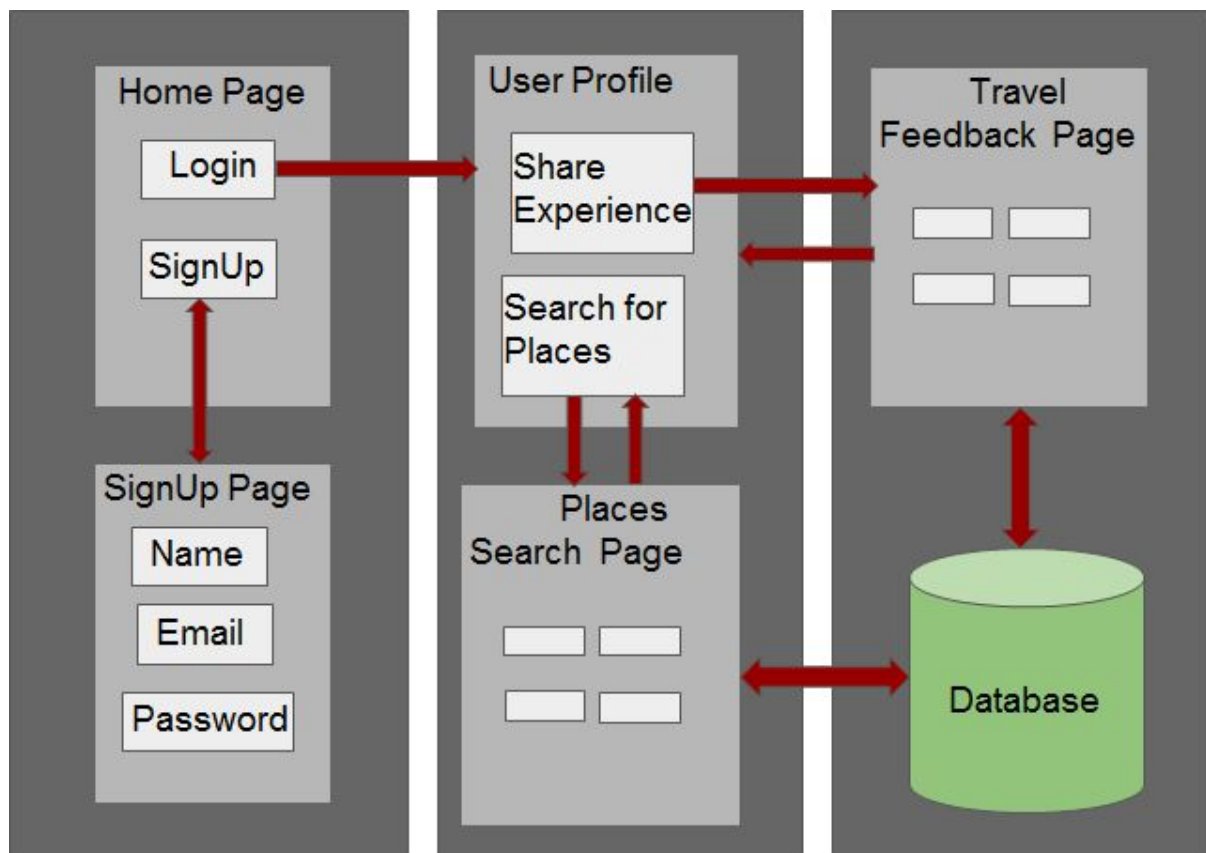 Home Page
Login
SignUp
SignUp Page
Name
Email
Password
User Profile
Share
Experience
Search for
Places
Places
Search Page
Travel
Feedback Page
Database